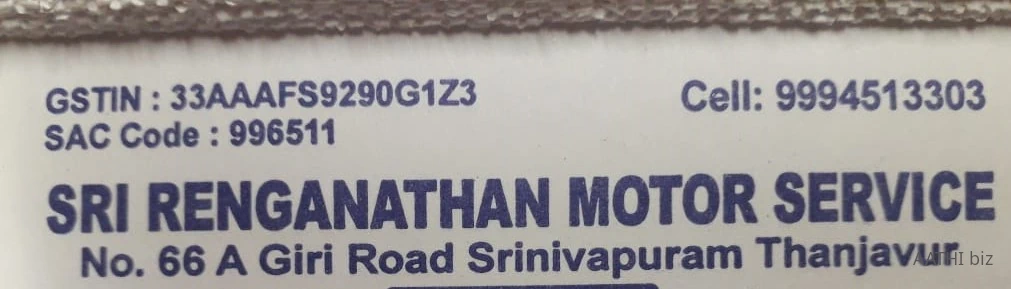 GSTIN : 33AAAFS9290G1Z3 Cell: 9994513303
SAC Code : 996511
SRI RENGANATHAN MOTOR SERVICE
No. 66 A Giri Road Srinivapuram Thanjavur
AATHI biz